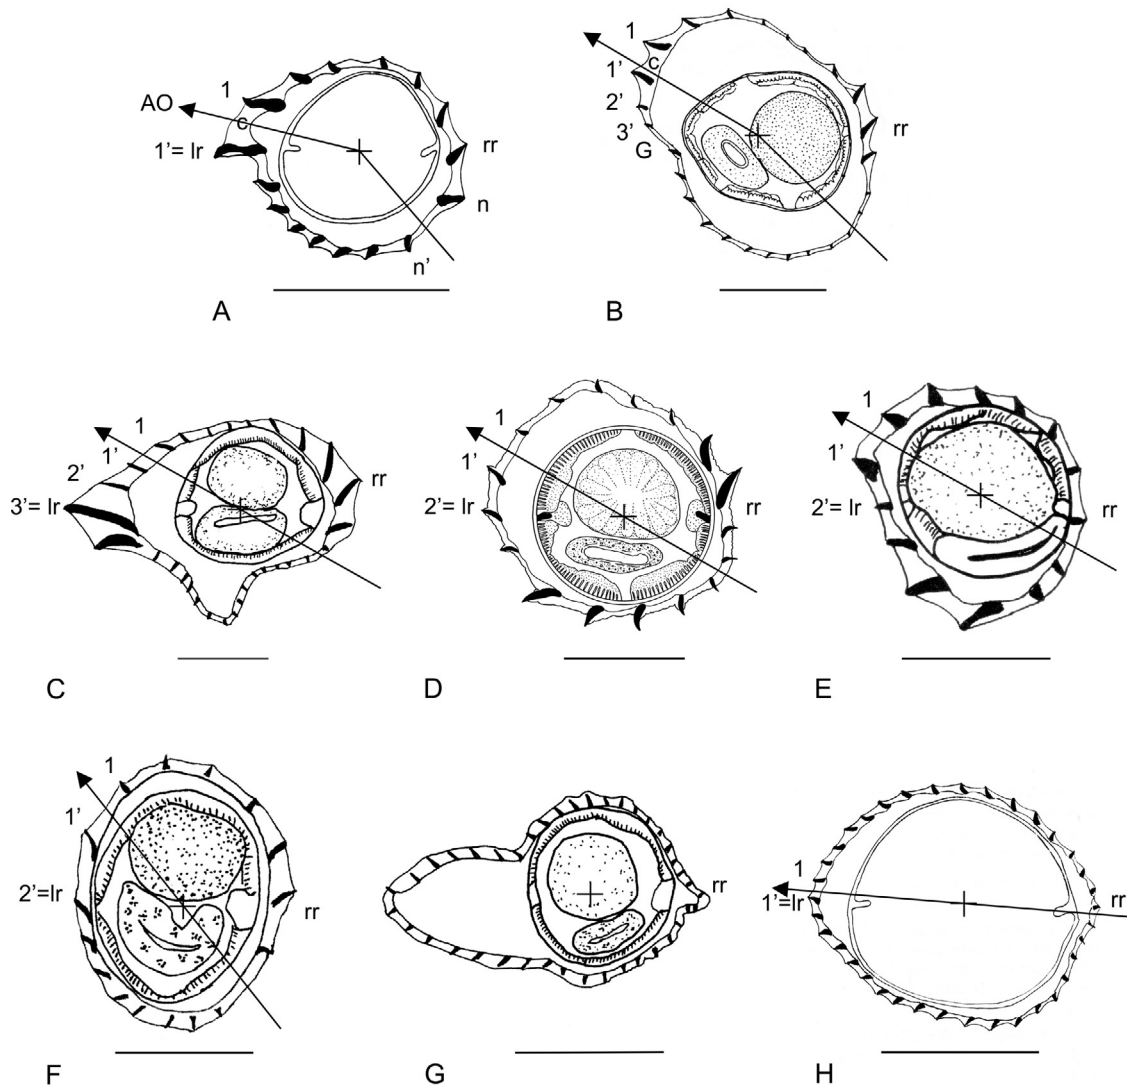 1
AO
c
1'= lr
rr
n
n'
A
1
c
1'
2'
3'
G
rr
B
1
1'
2'
3'= lr
rr
C
1
1'
2'= lr
rr
D
1
1'
2'= lr
rr
E
1
1'
2'=lr
rr
F
G
1
1'=lr
rr
H